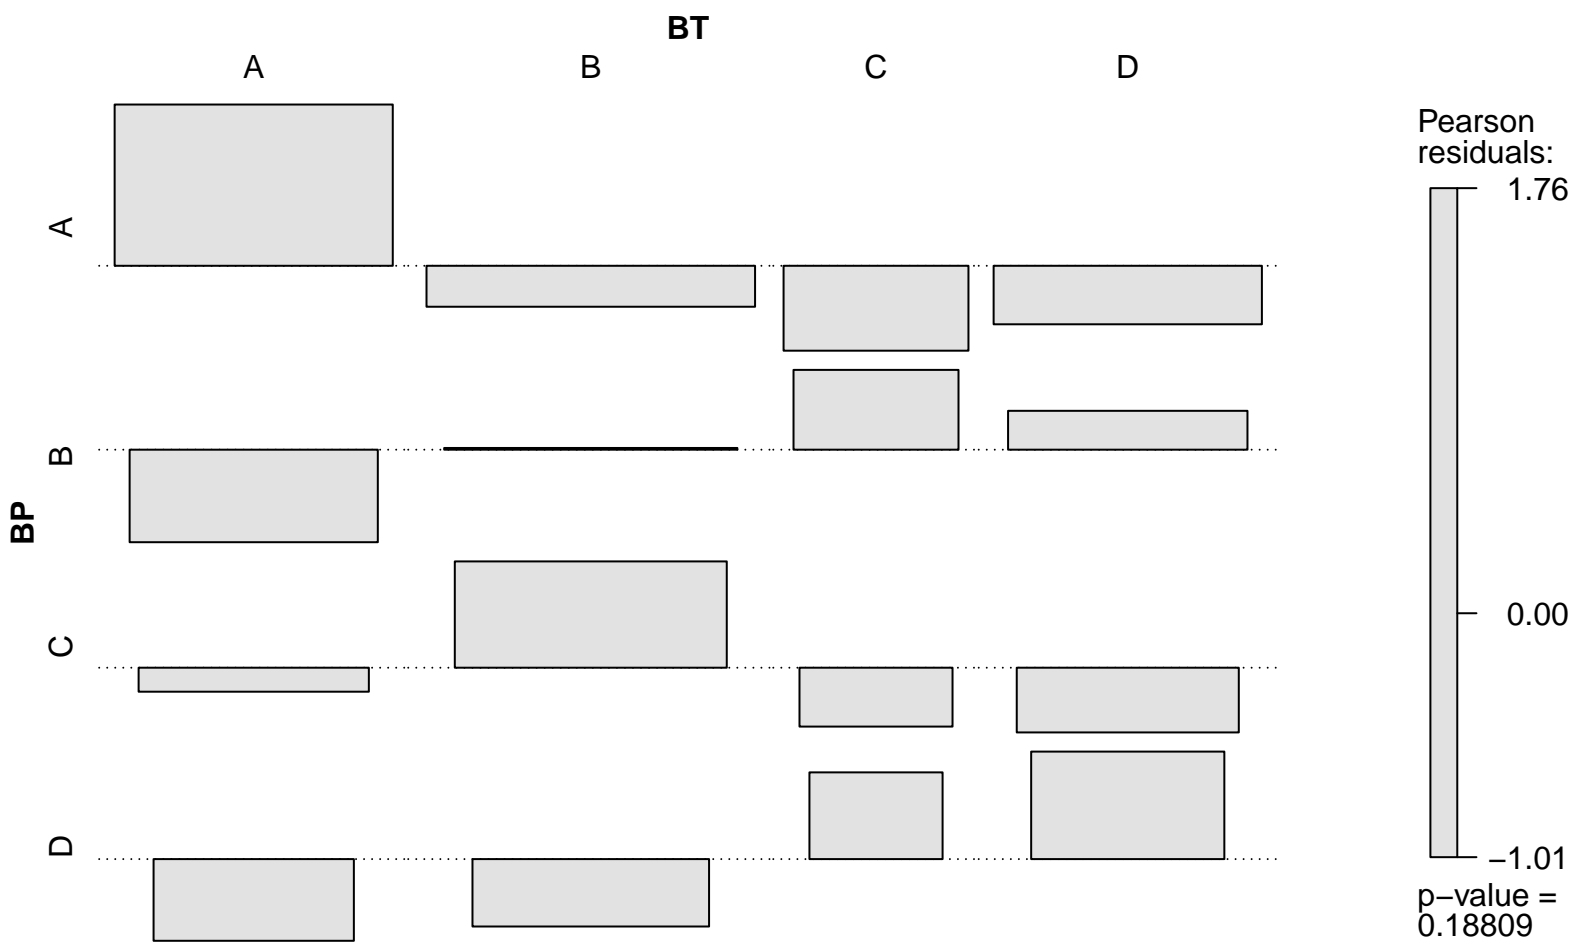 BT
A B C D
A
B
C
D
BP
Pearson
residuals:
1.76
0.00
−1.01
p−value =
0.18809